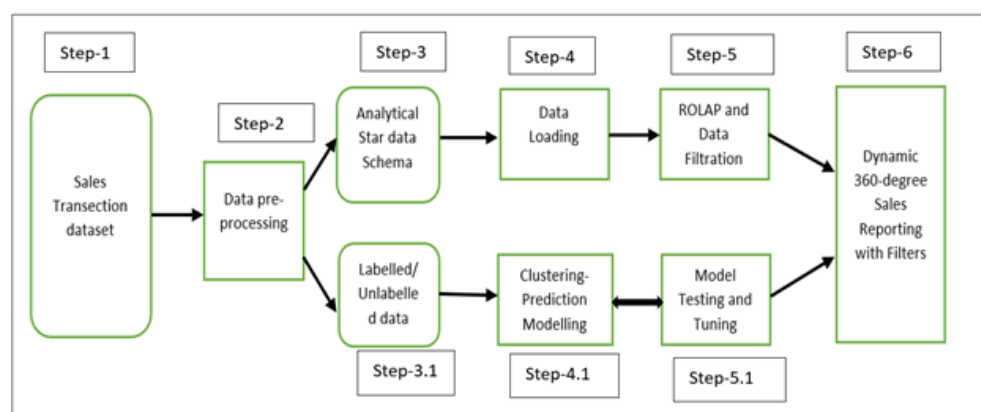 Step-1
Sales
Transection
dataset
Step-2
Data pre-
processing
Step-3
Analytical
Star data
Schema
Step-4
Data
Loading
Step-5
ROLAP and
Data
Filtration
Step-6
Dynamic
360-degree
Sales
Reporting
with Filters
Labelled/
Unlabelle
d data
Step-3.1
Clustering-
Prediction
Modelling
Step-4.1
Model
Testing and
Tuning
Step-5.1